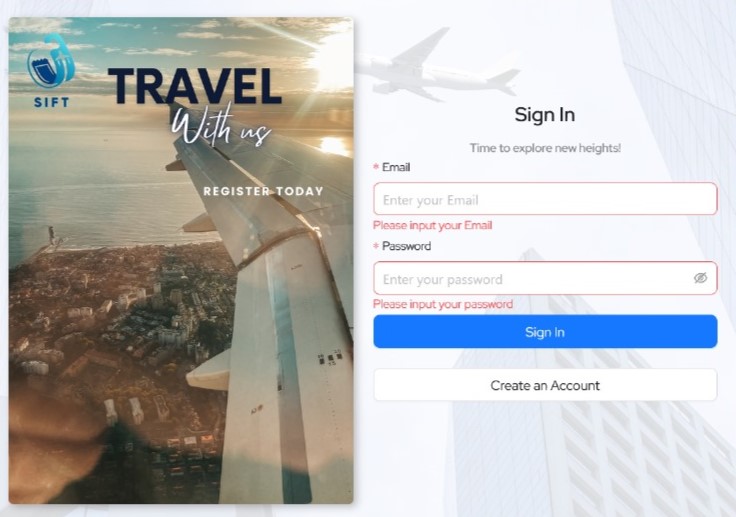 SIFT
TRAVEL
With us
REGISTER TODAY
Sign In
Time to explore new heights!
* Email
Enter your Email
Please input your Email
* Password
Enter your password
Please input your password
Sign In
Create an Account